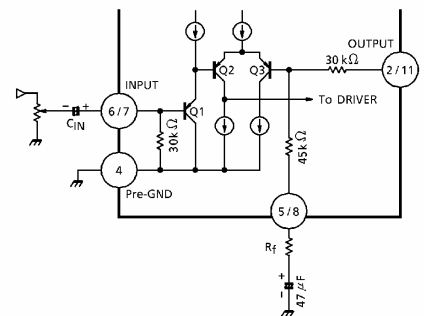 OUTPUT
30 kΩ
2 / 11
Q2
Q3
INPUT
To DRIVER
6 / 7
Q1
CIN
30k Ω
45k Ω
4
Pre-GND
5 / 8
Rf
47 μF